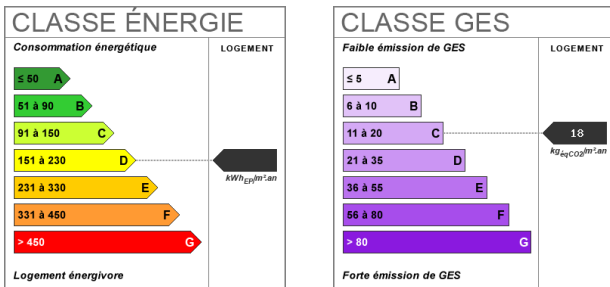 CLASSE ÉNERGIE
Consommation énergétique
LOGEMENT
≤ 50 A
51 à 90 B
91 à 150 C
151 à 230 D
kWhEP/m².an
231 à 330 E
331 à 450 F
> 450 G
Logement énergivore
CLASSE GES
Faible émission de GES
LOGEMENT
≤ 5 A
6 à 10 B
11 à 20 C
18
kgéqCO2/m².an
21 à 35 D
36 à 55 E
56 à 80 F
> 80 G
Forte émission de GES